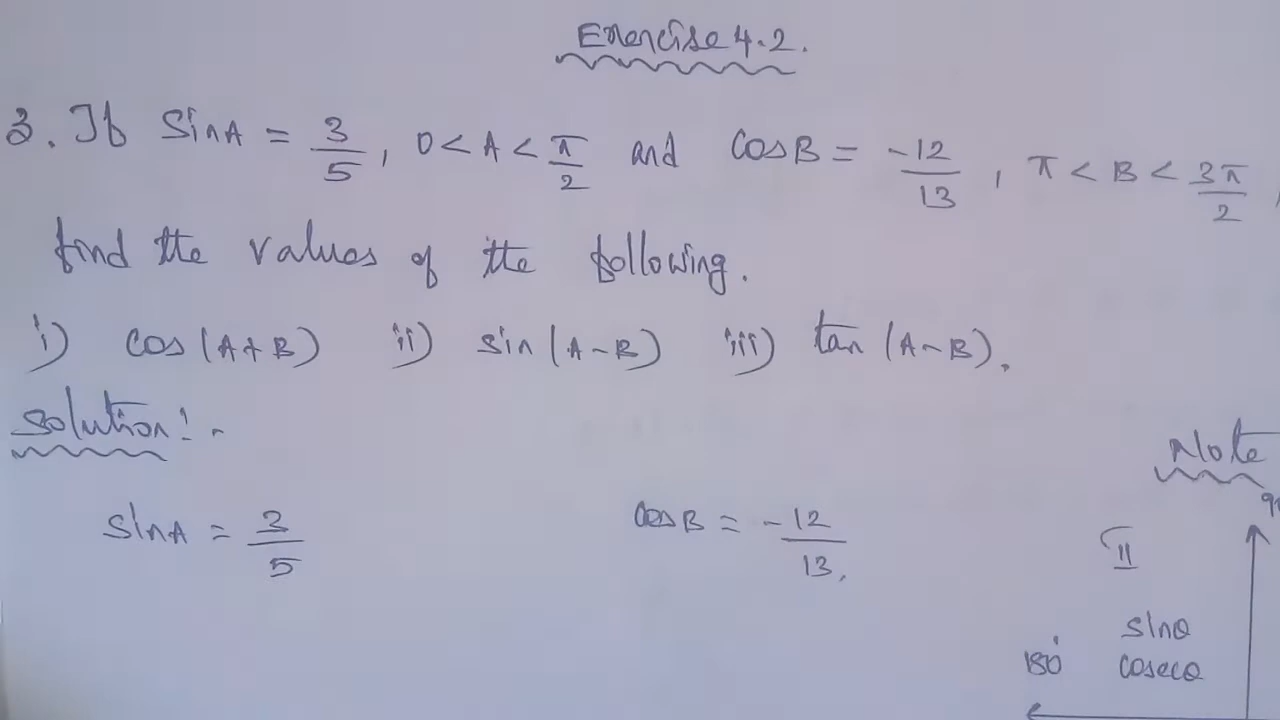 Exercise 4.2.
3. If sinA = 3/5, 0 < A < π/2 and cosB = -12/13, π < B < 3π/2,
find the values of the following.
i) cos(A+B) ii) sin(A-B) iii) tan(A-B).
Solution:-
Note
sinA = 3/5 cosB = -12/13.
II
sinθ
180° cosecθ